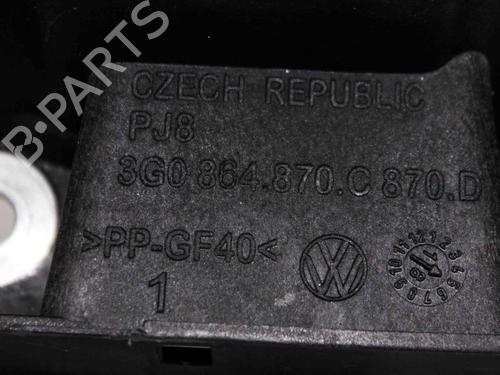 B-PARTS
CZECH REPUBLIC
PJ8
3G0 864.870.C 870.D
>PP-GF40<
1